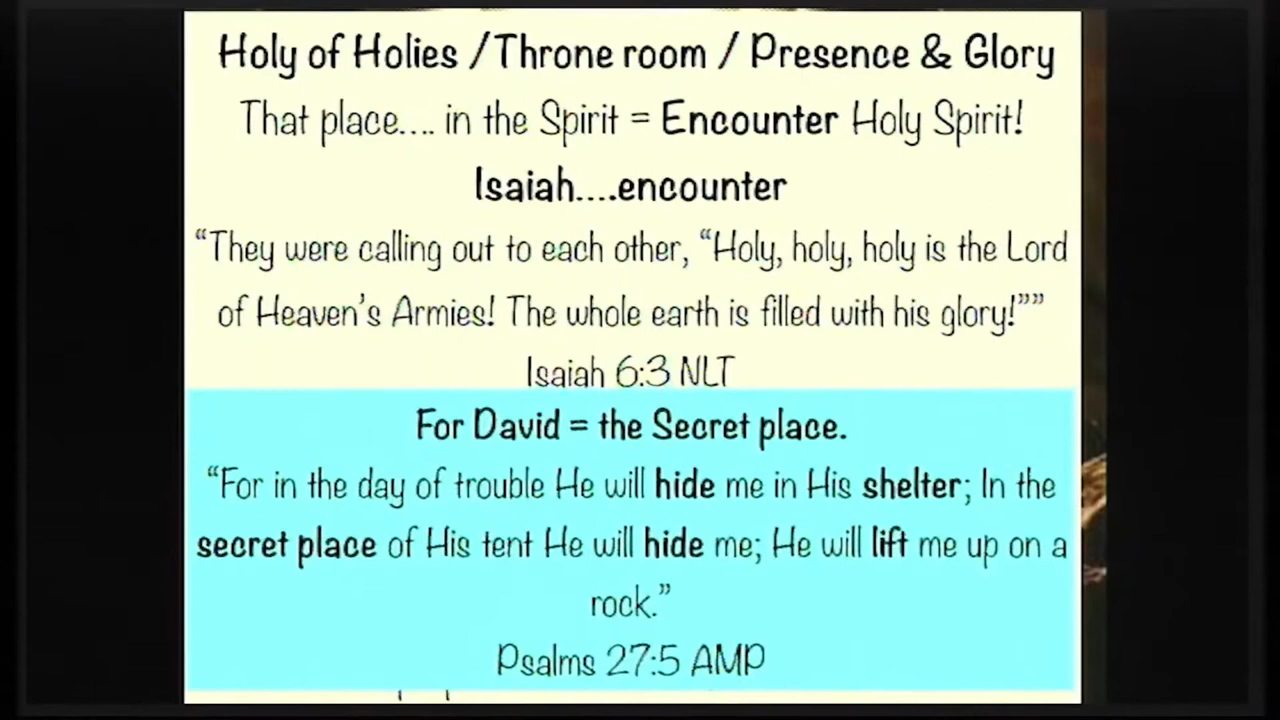 Holy of Holies / Throne room / Presence & Glory
That place.... in the Spirit = Encounter Holy Spirit!
Isaiah....encounter
“They were calling out to each other, “Holy, holy, holy is the Lord
of Heaven’s Armies! The whole earth is filled with his glory!””
Isaiah 6:3 NLT
For David = the Secret place.
“For in the day of trouble He will hide me in His shelter; In the
secret place of His tent He will hide me; He will lift me up on a
rock.”
Psalms 27:5 AMP